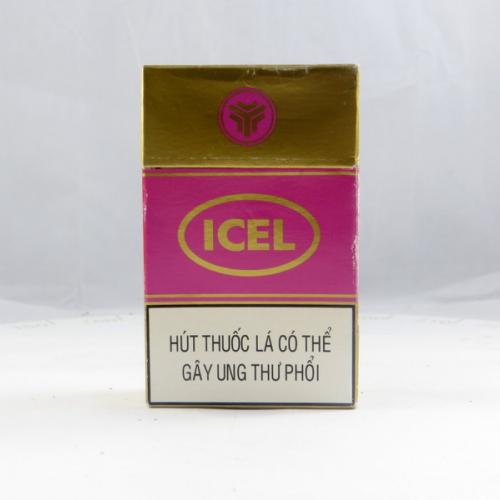 ICEL
HÚT THUỐC LÁ CÓ THỂ
GÂY UNG THƯ PHỔI